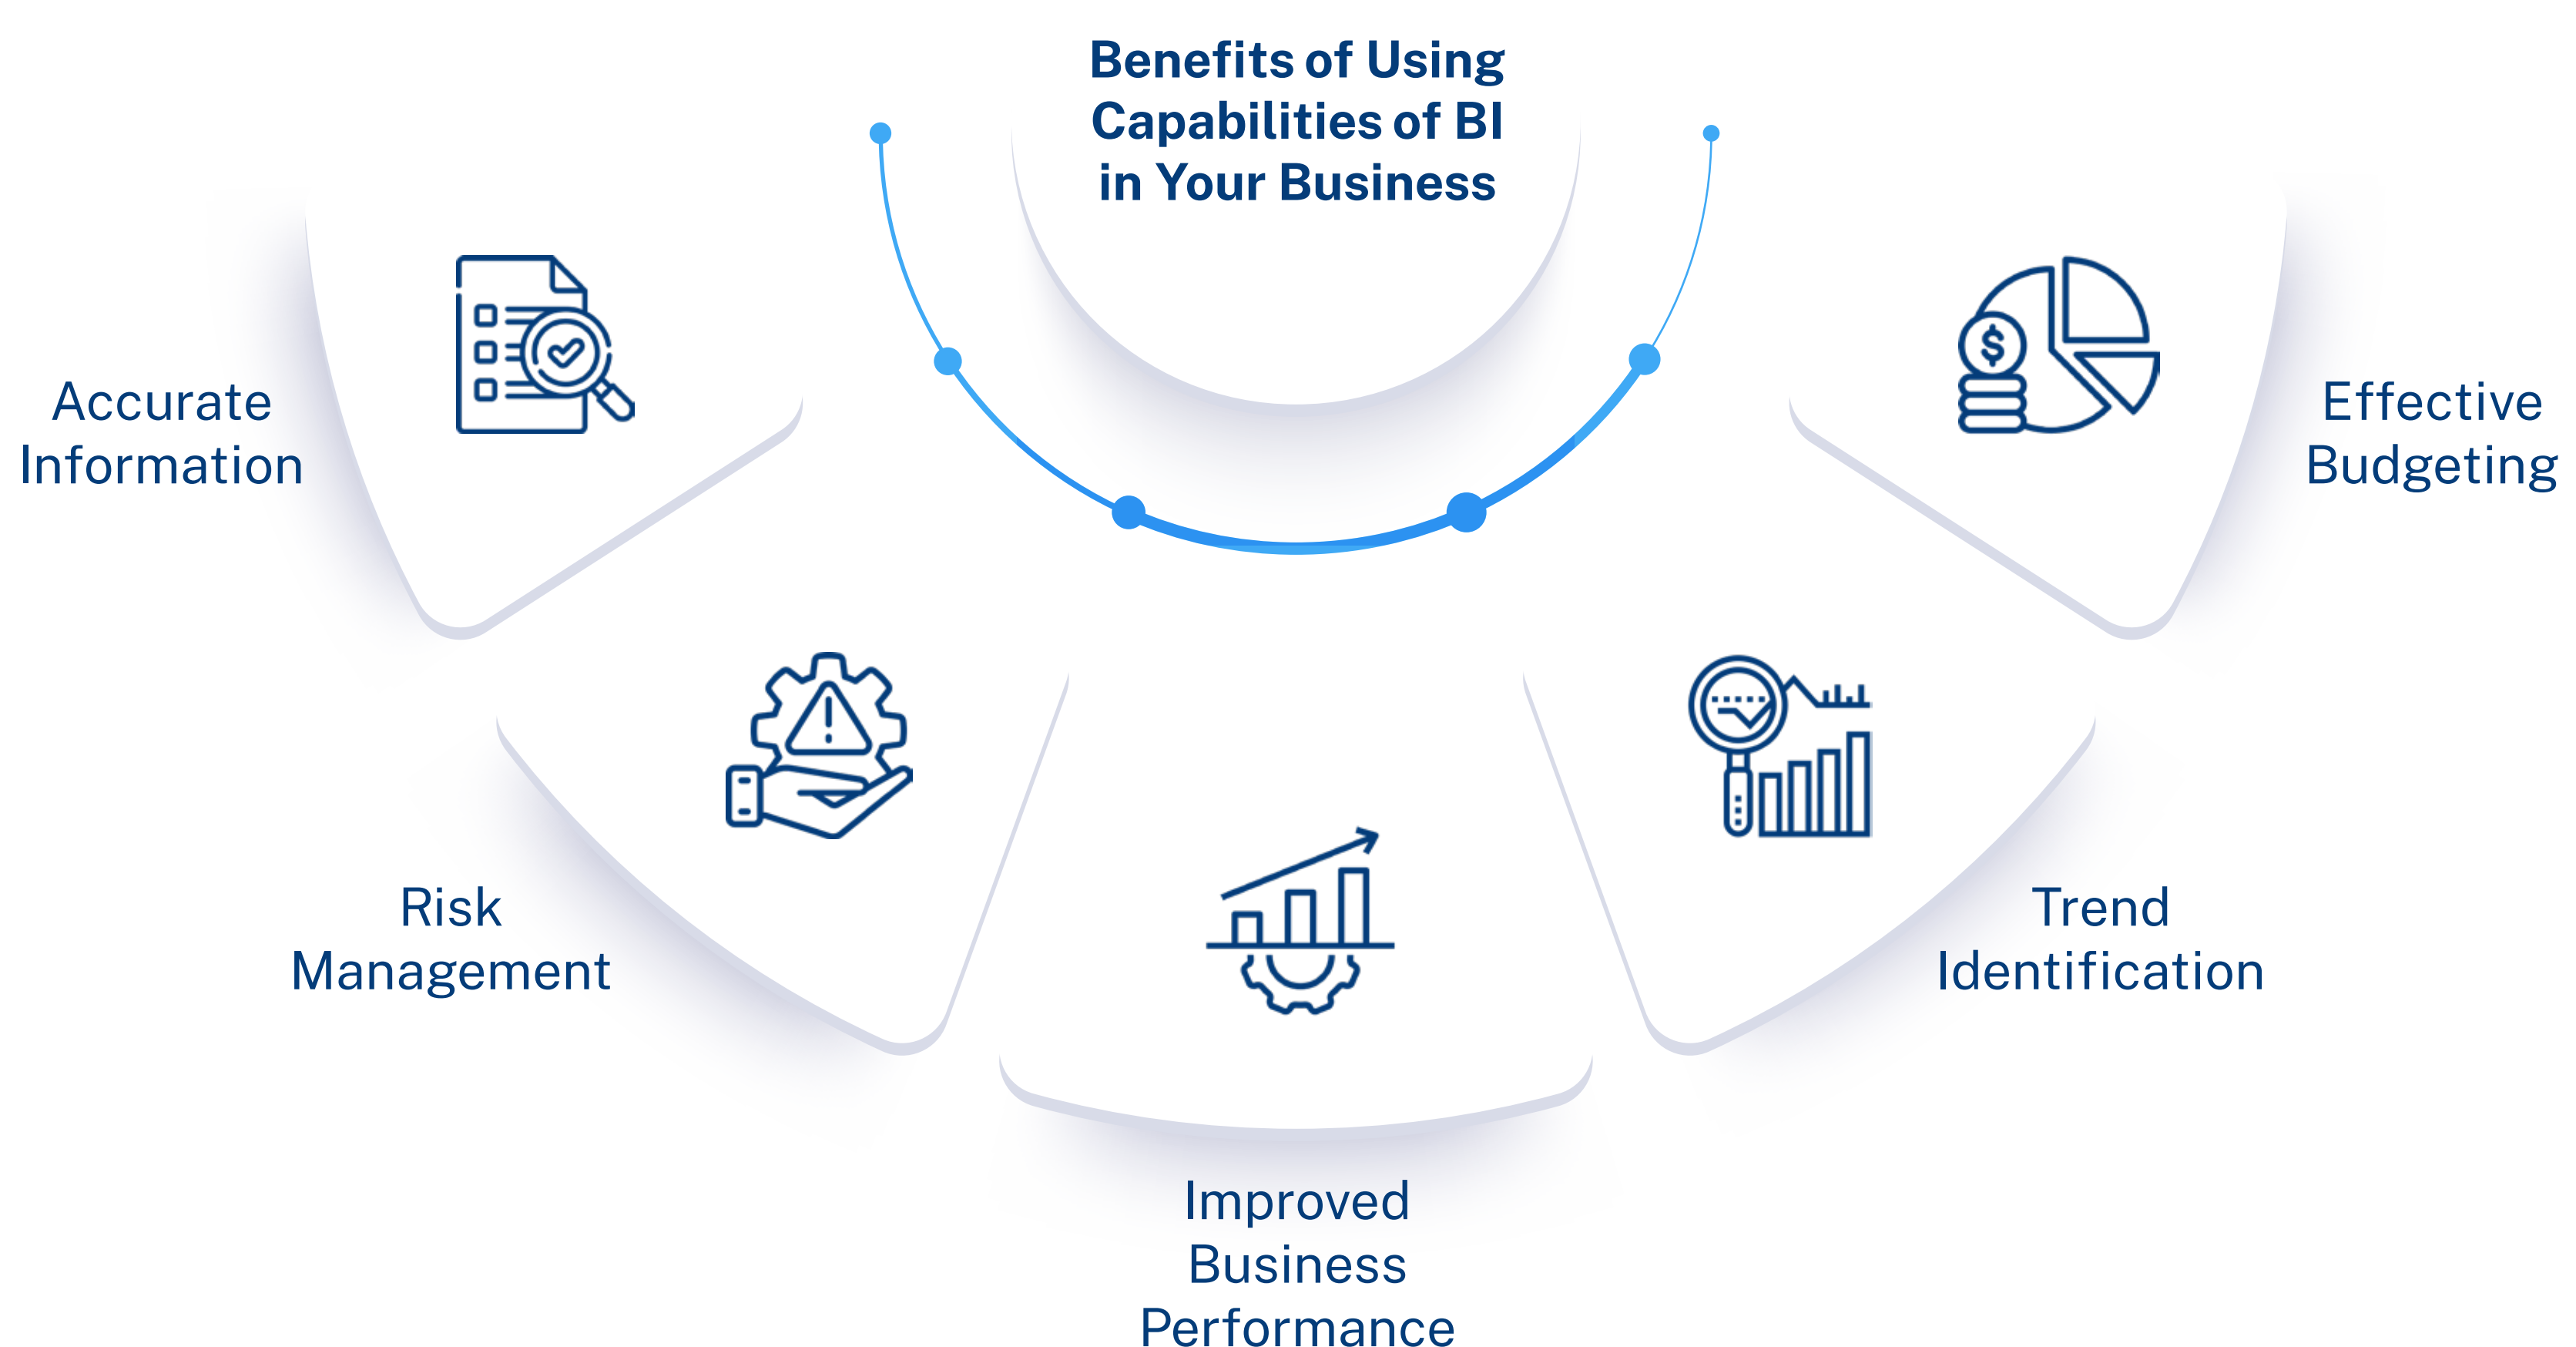 Benefits of Using
Capabilities of BI
in Your Business
Accurate
Information
Risk
Management
Improved
Business
Performance
Trend
Identification
Effective
Budgeting
$